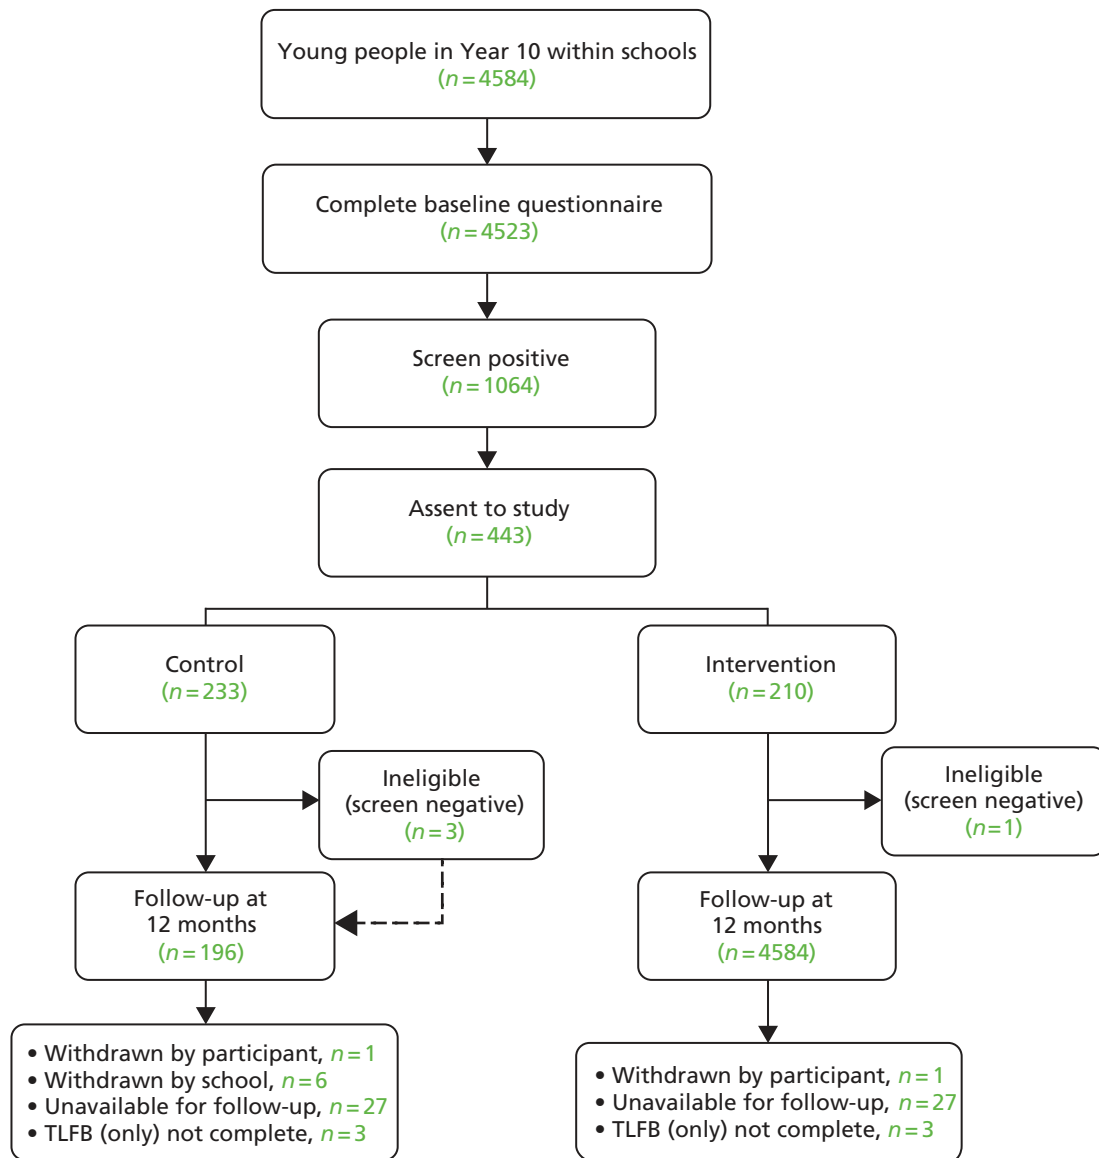 Young people in Year 10 within schools
(n=4584)
Complete baseline questionnaire
(n=4523)
Screen positive
(n=1064)
Assent to study
(n=443)
Control
(n=233)
Intervention
(n=210)
Ineligible
(screen negative)
(n=3)
Ineligible
(screen negative)
(n=1)
Follow-up at
12 months
(n=196)
Follow-up at
12 months
(n=4584)
• Withdrawn by participant, n=1
• Withdrawn by school, n=6
• Unavailable for follow-up, n=27
• TLFB (only) not complete, n=3
• Withdrawn by participant, n=1
• Unavailable for follow-up, n=27
• TLFB (only) not complete, n=3